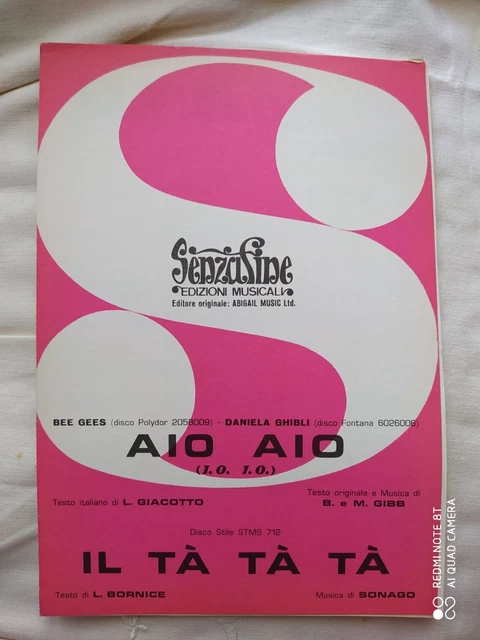 Senzafine
EDIZIONI MUSICALI
Editore originale: ABIGAIL MUSIC Ltd.
BEE GEES (disco Polydor 2058009) - DANIELA GHIBLI (disco Fontana 6026006)
AIO AIO
(I. O. I. O.)
Testo italiano di L. GIACOTTO
Testo originale e Musica di
B. e M. GIBB
Disco Stile STMS 712
IL TÀ TÀ TÀ
Testo di L. BORNICE
Musica di SONAGO
REDMI NOTE 8T
AI QUAD CAMERA